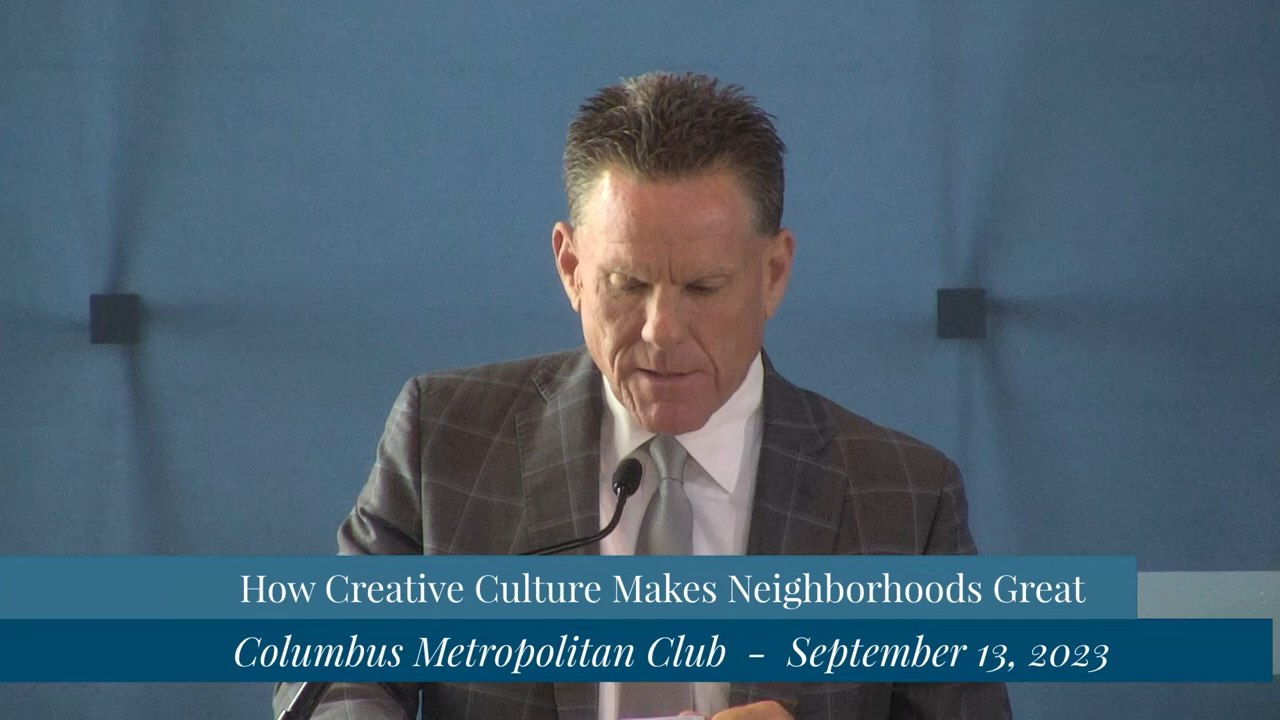 How Creative Culture Makes Neighborhoods Great
Columbus Metropolitan Club - September 13, 2023